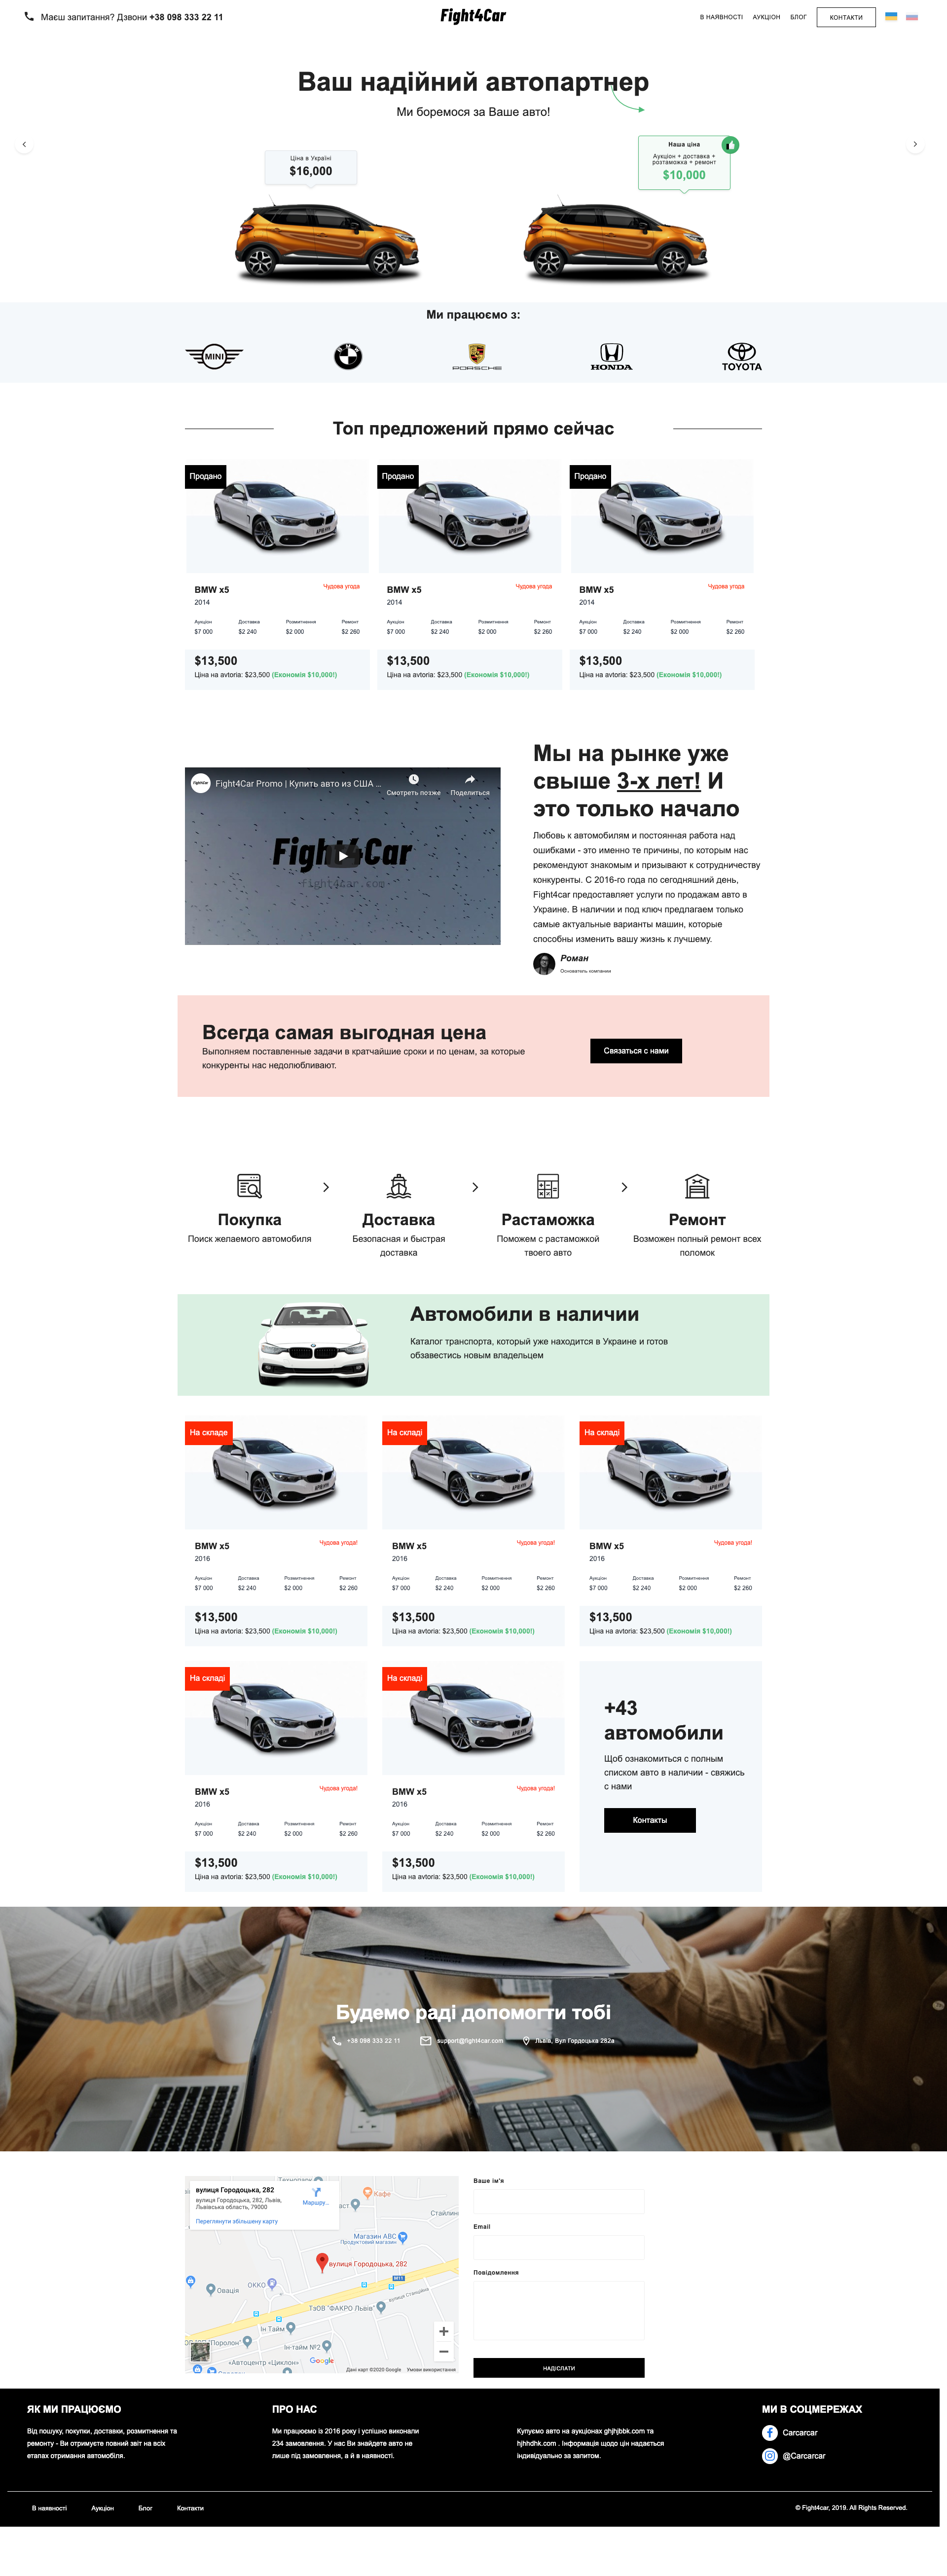 Маєш запитання? Дзвони +38 098 333 22 11
Fight4Car
В НАЯВНОСТІ
АУКЦІОН
БЛОГ
КОНТАКТИ
Ваш надійний автопартнер
Ми боремося за Ваше авто!
Ціна в Україні
$16,000
Наша ціна
Аукціон + доставка +
розтаможка + ремонт
$10,000
Ми працюємо з:
MINI
BMW
PORSCHE
HONDA
TOYOTA
Топ предложений прямо сейчас
Продано
BMW x5
Чудова угода
2014
Аукціон Доставка Розмитнення Ремонт
$7 000 $2 240 $2 000 $2 260
$13,500
Ціна на avtoria: $23,500 (Економія $10,000!)
Продано
BMW x5
Чудова угода
2014
Аукціон Доставка Розмитнення Ремонт
$7 000 $2 240 $2 000 $2 260
$13,500
Ціна на avtoria: $23,500 (Економія $10,000!)
Продано
BMW x5
Чудова угода
2014
Аукціон Доставка Розмитнення Ремонт
$7 000 $2 240 $2 000 $2 260
$13,500
Ціна на avtoria: $23,500 (Економія $10,000!)
Fight4Car Promo | Купить авто из США ...
Смотреть позже
Поделиться
Fight4Car
fight4car.com
Мы на рынке уже
свыше 3-х лет! И
это только начало
Любовь к автомобилям и постоянная работа над
ошибками - это именно те причины, по которым нас
рекомендуют знакомым и призывают к сотрудничеству
конкуренты. С 2016-го года по сегодняшний день,
Fight4car предоставляет услуги по продажам авто в
Украине. В наличии и под ключ предлагаем только
самые актуальные варианты машин, которые
способны изменить вашу жизнь к лучшему.
Роман
Основатель компании
Всегда самая выгодная цена
Выполняем поставленные задачи в кратчайшие сроки и по ценам, за которые
конкуренты нас недолюбливают.
Связаться с нами
Покупка
Поиск желаемого автомобиля
Доставка
Безопасная и быстрая
доставка
Растаможка
Поможем с растаможкой
твоего авто
Ремонт
Возможен полный ремонт всех
поломок
Автомобили в наличии
Каталог транспорта, который уже находится в Украине и готов
обзавестись новым владельцем
На складе
BMW x5
Чудова угода!
2016
Аукціон Доставка Розмитнення Ремонт
$7 000 $2 240 $2 000 $2 260
$13,500
Ціна на avtoria: $23,500 (Економія $10,000!)
На складі
BMW x5
Чудова угода!
2016
Аукціон Доставка Розмитнення Ремонт
$7 000 $2 240 $2 000 $2 260
$13,500
Ціна на avtoria: $23,500 (Економія $10,000!)
На складі
BMW x5
Чудова угода!
2016
Аукціон Доставка Розмитнення Ремонт
$7 000 $2 240 $2 000 $2 260
$13,500
Ціна на avtoria: $23,500 (Економія $10,000!)
На складі
BMW x5
Чудова угода!
2016
Аукціон Доставка Розмитнення Ремонт
$7 000 $2 240 $2 000 $2 260
$13,500
Ціна на avtoria: $23,500 (Економія $10,000!)
На складі
BMW x5
Чудова угода!
2016
Аукціон Доставка Розмитнення Ремонт
$7 000 $2 240 $2 000 $2 260
$13,500
Ціна на avtoria: $23,500 (Економія $10,000!)
+43
автомобили
Щоб ознакомиться с полным
списком авто в наличии - свяжись
с нами
Контакты
Будемо раді допомогти тобі
+38 098 333 22 11
support@fight4car.com
Львів, Вул Гордоцька 282а
вулиця Городоцька, 282
вулиця Городоцька, 282, Львів,
Львівська область, 79000
Маршру...
Переглянути збільшену карту
Технопарк
Кафе
Стайлин
Магазин АВС
Продуктовий магазин
вулиця Городоцька, 282
M11
Овація
ОККО
вулиця Станційна
ТзОВ "ФАКРО Львів"
Ін Тайм
"Поролон"
Ін-тайм №2
«Автоцентр «Циклон»
Google
Дані карт ©2020 Google
Умови використання
Ваше ім'я
Email
Повідомлення
НАДІСЛАТИ
ЯК МИ ПРАЦЮЄМО
Від пошуку, покупки, доставки, розмитнення та
ремонту - Ви отримуєте повний звіт на всіх
етапах отримання автомобіля.
ПРО НАС
Ми працюємо із 2016 року і успішно виконали
234 замовлення. У нас Ви знайдете авто не
лише під замовлення, а й в наявності.
Купуємо авто на аукціонах ghjhjbbk.com та
hjhhdhk.com . Інформація щодо цін надається
індивідуально за запитом.
МИ В СОЦМЕРЕЖАХ
Carcarcar
@Carcarcar
В наявності
Аукціон
Блог
Контакти
© Fight4car, 2019. All Rights Reserved.